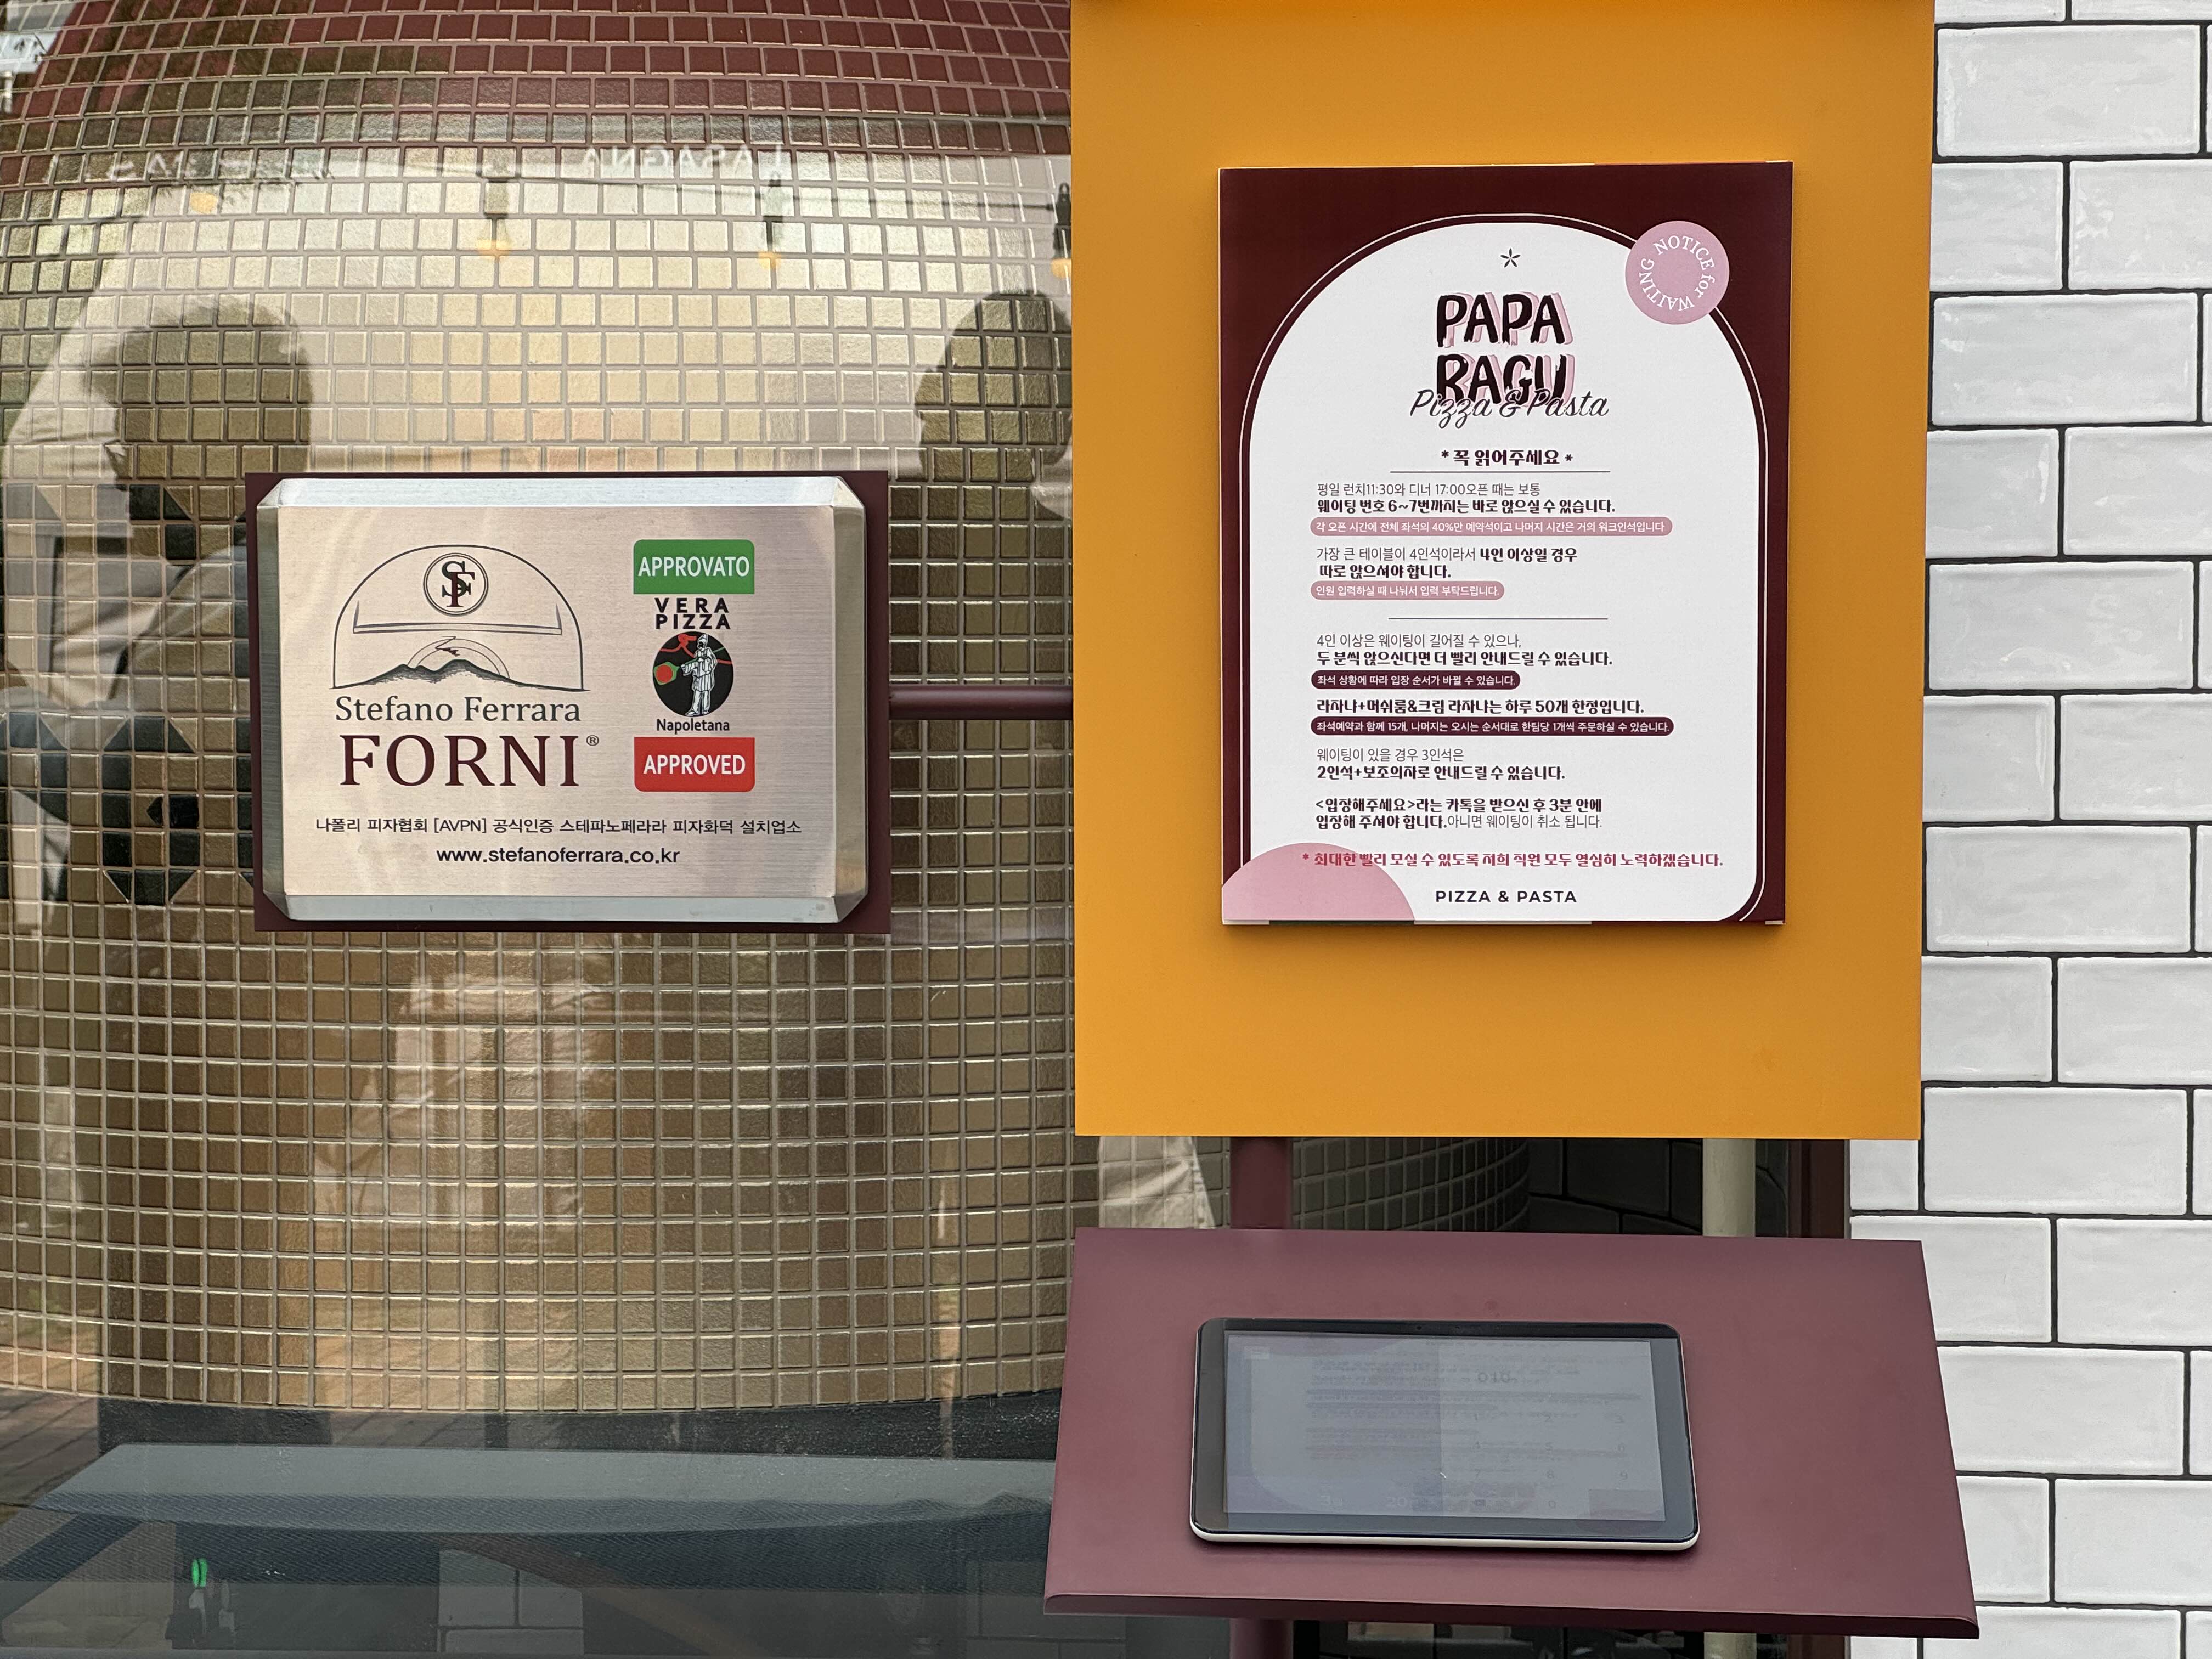 LASAGNA
SF
Stefano Ferrara
FORNI®
APPROVATO
VERA
PIZZA
Napoletana
APPROVED
나폴리 피자협회 [AVPN] 공식인증 스테파노페라라 피자화덕 설치업소
www.stefanoferrara.co.kr
NOTICE for WAITING
PAPA
RAGU
Pizza & Pasta
* 꼭 읽어주세요 *
평일 런치11:30와 디너 17:00오픈 때는 보통
웨이팅 번호 6~7번까지는 바로 앉으실 수 있습니다.
각 오픈 시간에 전체 좌석의 40%만 예약석이고 나머지 시간은 거의 워크인석입니다.
가장 큰 테이블이 4인석이라서 4인 이상일 경우
따로 앉으셔야 합니다.
인원 입력하실 때 나눠서 입력 부탁드립니다.
4인 이상은 웨이팅이 길어질 수 있으나,
두 분씩 앉으신다면 더 빨리 안내드릴 수 있습니다.
좌석 상황에 따라 입장 순서가 바뀔 수 있습니다.
라자냐+머쉬룸&크림 라자냐는 하루 50개 한정입니다.
좌석예약과 함께 15개, 나머지는 오시는 순서대로 한팀당 1개씩 주문하실 수 있습니다.
웨이팅이 있을 경우 3인석은
2인석+보조의자로 안내드릴 수 있습니다.
<입장해주세요>라는 카톡을 받으신 후 3분 안에
입장해 주셔야 합니다.아니면 웨이팅이 취소 됩니다.
* 최대한 빨리 모실 수 있도록 저희 직원 모두 열심히 노력하겠습니다.
PIZZA & PASTA
010-